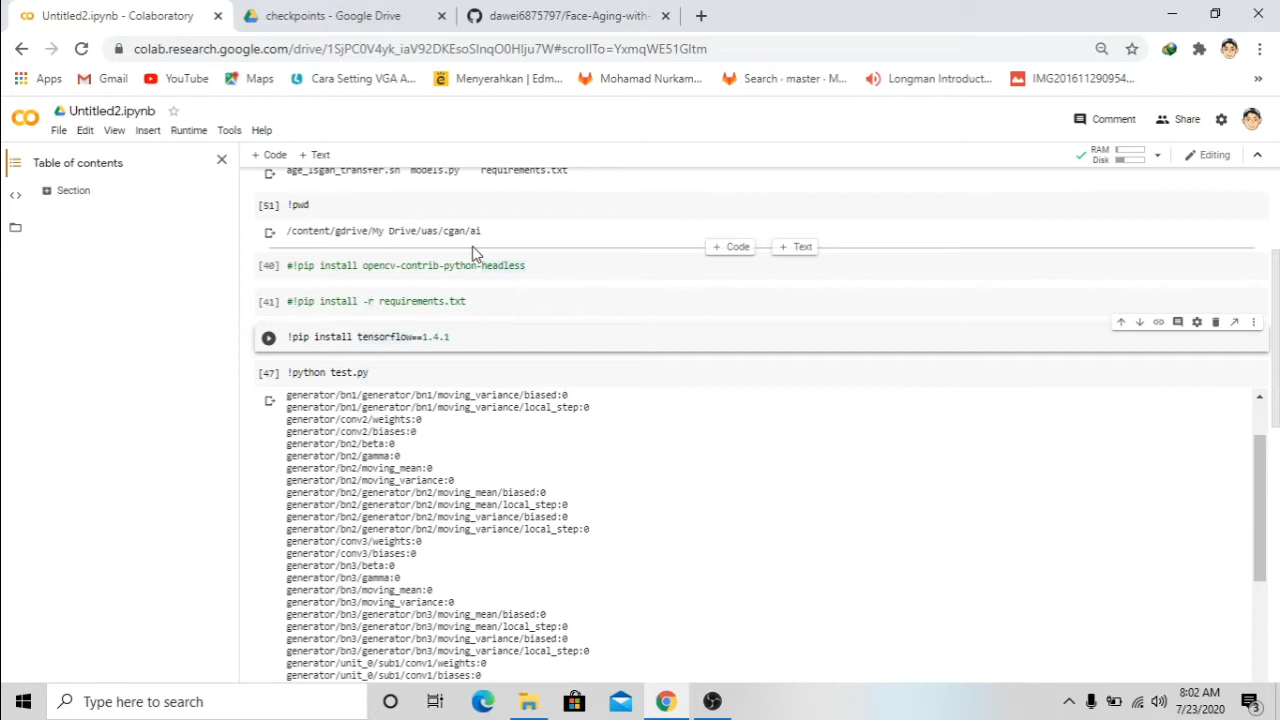 Untitled2.ipynb - Colaboratory
checkpoints - Google Drive
dawei6875797/Face-Aging-with-
colab.research.google.com/drive/1SjPC0V4yk_iaV92DKEsoSInqO0HIju7W#scrollTo=YxmqWE51GItm
Apps Gmail YouTube Maps Cara Setting VGA A... Menyerahkan | Edm... Mohamad Nurkam... Search · master · M... Longman Introduct... IMG201611290954... »
Untitled2.ipynb
Comment Share
File Edit View Insert Runtime Tools Help
Table of contents
+ Code + Text
RAM
Disk
Editing
Section
age_lsgan_transfer.sh models.py requirements.txt
[51] !pwd
/content/gdrive/My Drive/uas/cgan/ai
+ Code + Text
[40] #!pip install opencv-contrib-python-headless
[41] #!pip install -r requirements.txt
!pip install tensorflow==1.4.1
[47] !python test.py
generator/bn1/generator/bn1/moving_variance/biased:0
generator/bn1/generator/bn1/moving_variance/local_step:0
generator/conv2/weights:0
generator/conv2/biases:0
generator/bn2/beta:0
generator/bn2/gamma:0
generator/bn2/moving_mean:0
generator/bn2/moving_variance:0
generator/bn2/generator/bn2/moving_mean/biased:0
generator/bn2/generator/bn2/moving_mean/local_step:0
generator/bn2/generator/bn2/moving_variance/biased:0
generator/bn2/generator/bn2/moving_variance/local_step:0
generator/conv3/weights:0
generator/conv3/biases:0
generator/bn3/beta:0
generator/bn3/gamma:0
generator/bn3/moving_mean:0
generator/bn3/moving_variance:0
generator/bn3/generator/bn3/moving_mean/biased:0
generator/bn3/generator/bn3/moving_mean/local_step:0
generator/bn3/generator/bn3/moving_variance/biased:0
generator/bn3/generator/bn3/moving_variance/local_step:0
generator/unit_0/sub1/conv1/weights:0
generator/unit_0/sub1/conv1/biases:0
Type here to search
8:02 AM
7/23/2020
3